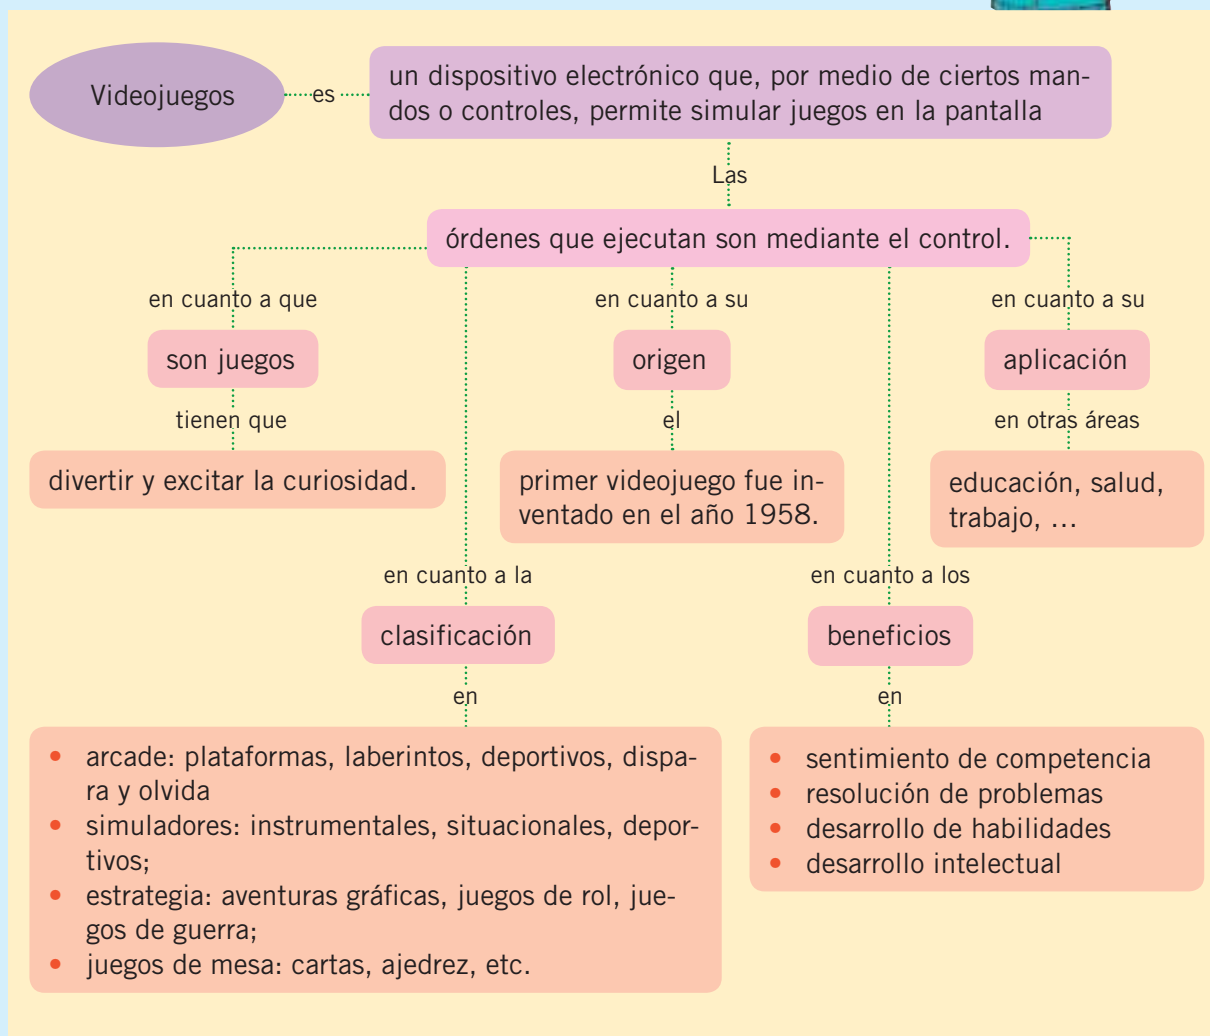 Videojuegos
es
un dispositivo electrónico que, por medio de ciertos man-
dos o controles, permite simular juegos en la pantalla
Las
órdenes que ejecutan son mediante el control.
en cuanto a que
son juegos
tienen que
divertir y excitar la curiosidad.
en cuanto a su
origen
el
primer videojuego fue in-
ventado en el año 1958.
en cuanto a su
aplicación
en otras áreas
educación, salud,
trabajo, ...
en cuanto a la
clasificación
en
• arcade: plataformas, laberintos, deportivos, dispa-
ra y olvida
• simuladores: instrumentales, situacionales, depor-
tivos;
• estrategia: aventuras gráficas, juegos de rol, jue-
gos de guerra;
• juegos de mesa: cartas, ajedrez, etc.
en cuanto a los
beneficios
en
• sentimiento de competencia
• resolución de problemas
• desarrollo de habilidades
• desarrollo intelectual